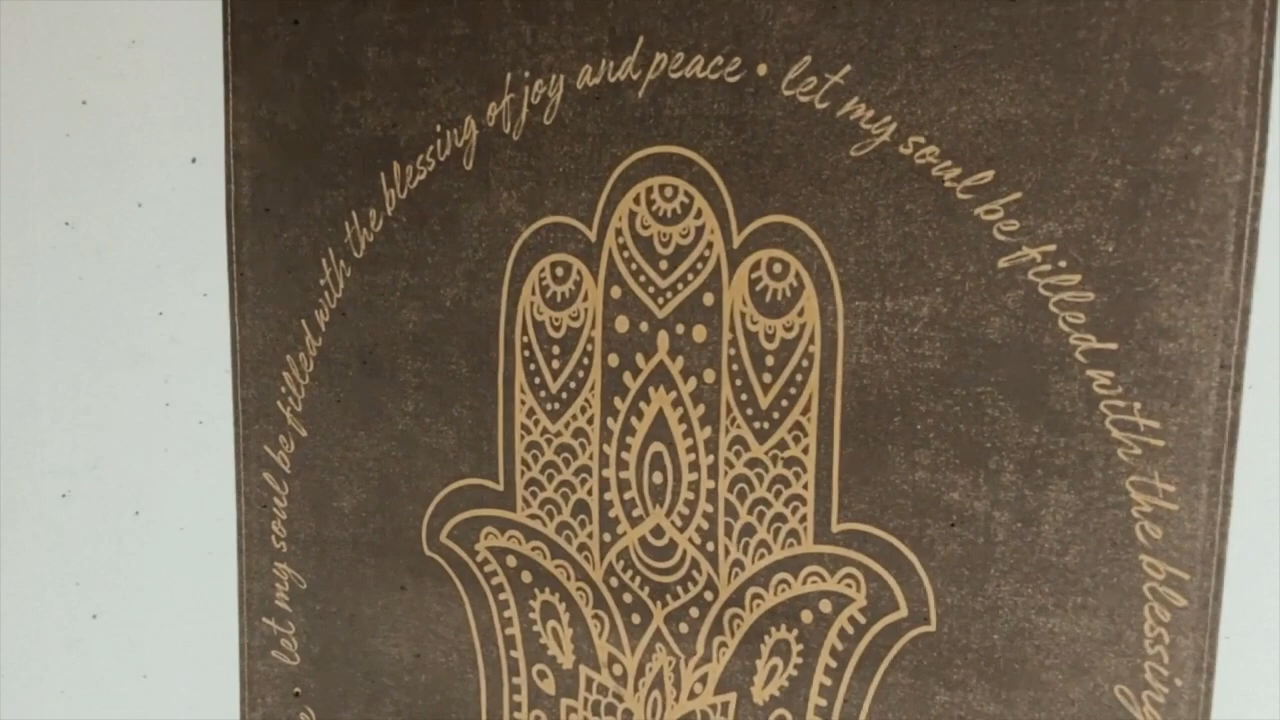 let my soul be filled with the blessing of joy and peace • let my soul be filled with the blessing